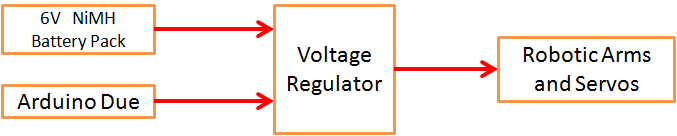 6V NiMH
Battery Pack
Arduino Due
Voltage
Regulator
Robotic Arms
and Servos